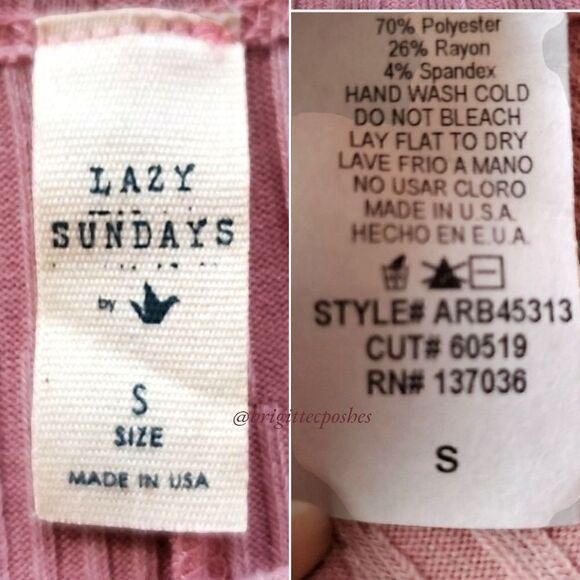 LAZY
SUNDAYS
by
S
SIZE
MADE IN USA
70% Polyester
26% Rayon
4% Spandex
HAND WASH COLD
DO NOT BLEACH
LAY FLAT TO DRY
LAVE FRIO A MANO
NO USAR CLORO
MADE IN U.S.A.
HECHO EN E.U.A.
STYLE# ARB45313
CUT# 60519
RN# 137036
S
@brigittecposhes